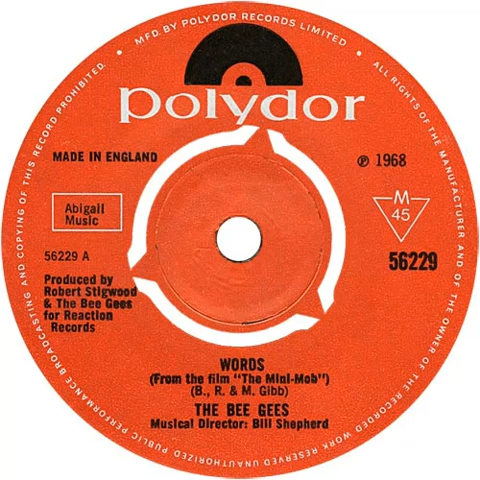 MFD. BY POLYDOR RECORDS LIMITED • ALL RIGHTS OF THE MANUFACTURER AND OF THE OWNER OF THE RECORDED WORK RESERVED UNAUTHORIZED PUBLIC PERFORMANCE BROADCASTING AND COPYING OF THIS RECORD PROHIBITED. •
polydor
MADE IN ENGLAND
℗ 1968
Abigail
Music
M
45
56229 A
56229
Produced by
Robert Stigwood
& The Bee Gees
for Reaction
Records
WORDS
(From the film "The Mini-Mob")
(B., R. & M. Gibb)
THE BEE GEES
Musical Director: Bill Shepherd